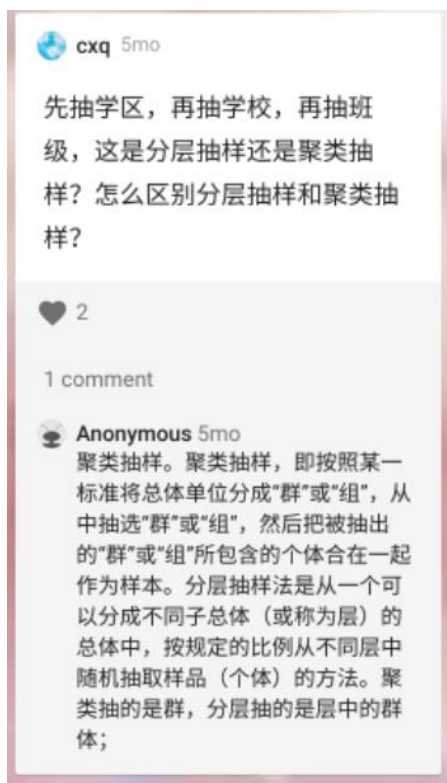 cxq 5mo
先抽学区，再抽学校，再抽班
级，这是分层抽样还是聚类抽
样？怎么区别分层抽样和聚类抽
样？
2
1 comment
Anonymous 5mo
聚类抽样。聚类抽样，即按照某一
标准将总体单位分成“群”或“组”，从
中抽选“群”或“组”，然后把被抽出
的“群”或“组”所包含的个体合在一起
作为样本。分层抽样法是从一个可
以分成不同子总体（或称为层）的
总体中，按规定的比例从不同层中
随机抽取样品（个体）的方法。聚
类抽的是群，分层抽的是层中的群
体；